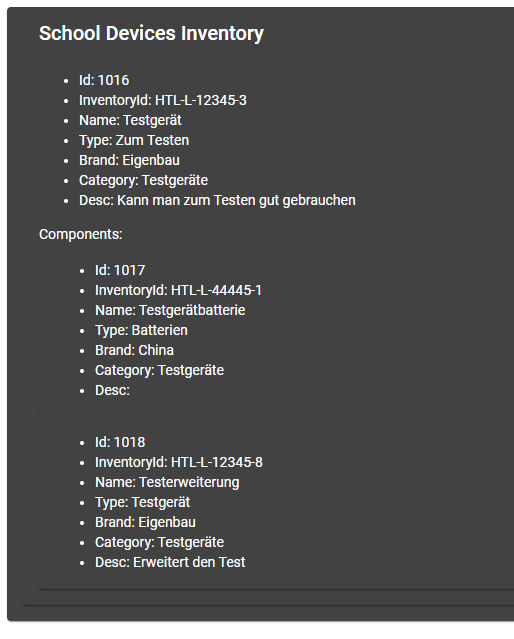 School Devices Inventory
Id: 1016
InventoryId: HTL-L-12345-3
Name: Testgerät
Type: Zum Testen
Brand: Eigenbau
Category: Testgeräte
Desc: Kann man zum Testen gut gebrauchen
Components:
Id: 1017
InventoryId: HTL-L-44445-1
Name: Testgerätbatterie
Type: Batterien
Brand: China
Category: Testgeräte
Desc:
Id: 1018
InventoryId: HTL-L-12345-8
Name: Testerweiterung
Type: Testgerät
Brand: Eigenbau
Category: Testgeräte
Desc: Erweitert den Test